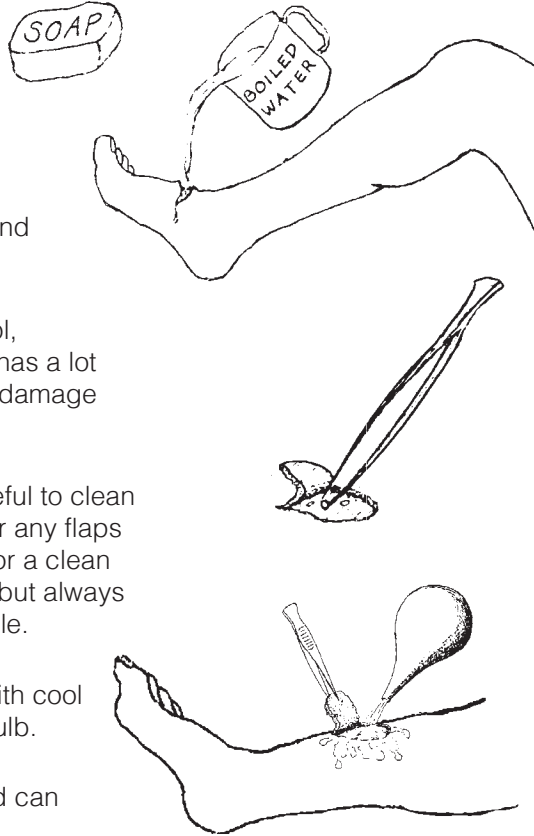 SOAP
BOILED
WATER
nd
ol,
has a lot
damage
eful to clean
r any flaps
or a clean
but always
le.
ith cool
ulb.
d can